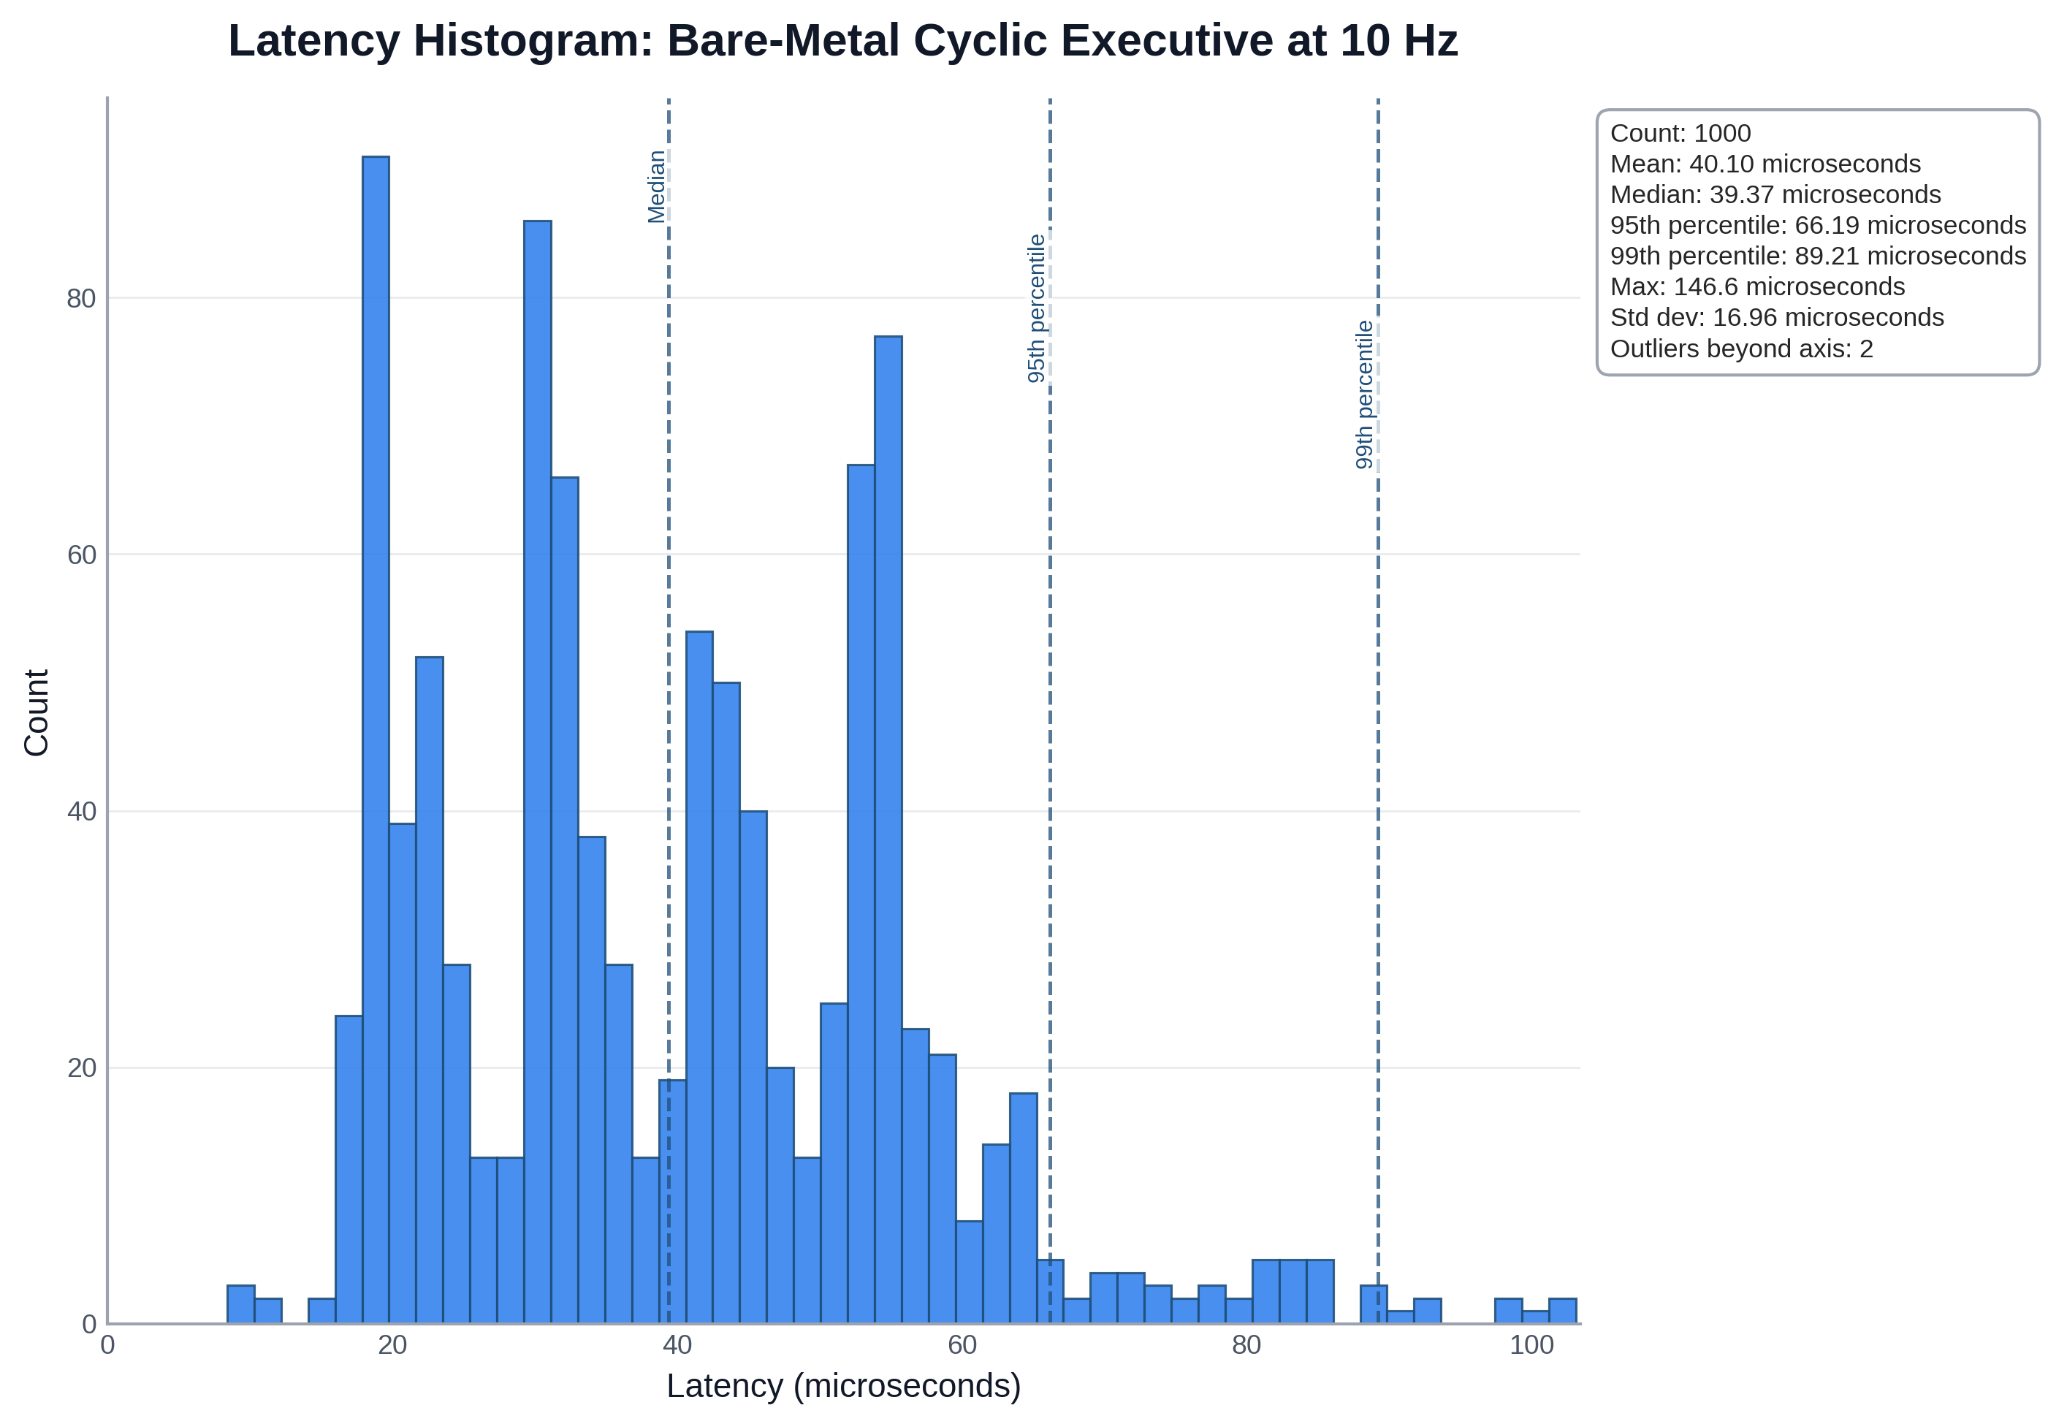 Latency Histogram: Bare-Metal Cyclic Executive at 10 Hz
Count: 1000
Mean: 40.10 microseconds
Median: 39.37 microseconds
95th percentile: 66.19 microseconds
99th percentile: 89.21 microseconds
Max: 146.6 microseconds
Std dev: 16.96 microseconds
Outliers beyond axis: 2
Median
95th percentile
99th percentile
Count
80
60
40
20
0
0
20
40
60
80
100
Latency (microseconds)